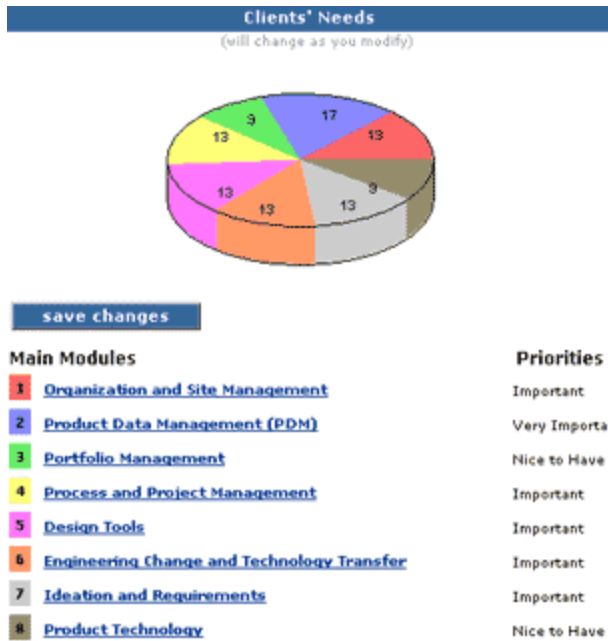 Clients' Needs
(will change as you modify)
9
17
13
13
13
9
13
13
save changes
Main Modules Priorities
1 Organization and Site Management Important
2 Product Data Management (PDM) Very Importa
3 Portfolio Management Nice to Have
4 Process and Project Management Important
5 Design Tools Important
6 Engineering Change and Technology Transfer Important
7 Ideation and Requirements Important
8 Product Technology Nice to Have